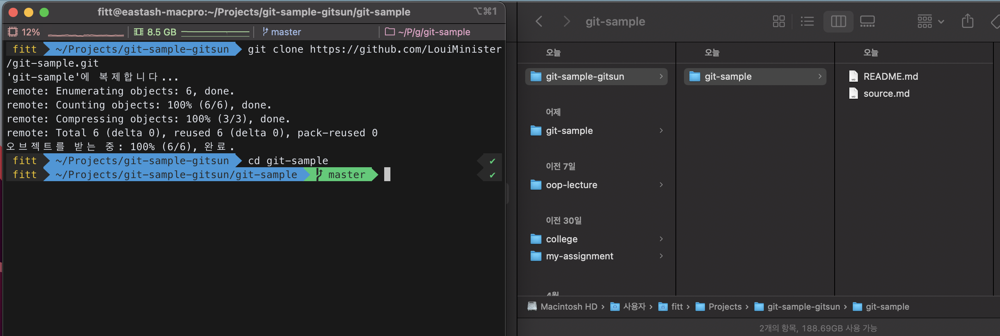 fitt@eastash-macpro:~/Projects/git-sample-gitsun/git-sample ⌥⌘1
12% 8.5 GB master ~/P/g/git-sample
fitt ~/Projects/git-sample-gitsun git clone https://github.com/LouiMinister
/git-sample.git
'git-sample'에 복제합니다...
remote: Enumerating objects: 6, done.
remote: Counting objects: 100% (6/6), done.
remote: Compressing objects: 100% (3/3), done.
remote: Total 6 (delta 0), reused 6 (delta 0), pack-reused 0
오브젝트를 받는 중: 100% (6/6), 완료.
fitt ~/Projects/git-sample-gitsun cd git-sample ✔
fitt ~/Projects/git-sample-gitsun/git-sample master ✔
git-sample
오늘
git-sample-gitsun
어제
git-sample
이전 7일
oop-lecture
이전 30일
college
my-assignment
4월
오늘
git-sample
오늘
README.md
source.md
Macintosh HD › 사용자 › fitt › Projects › git-sample-gitsun › git-sample
2개의 항목, 188.69GB 사용 가능